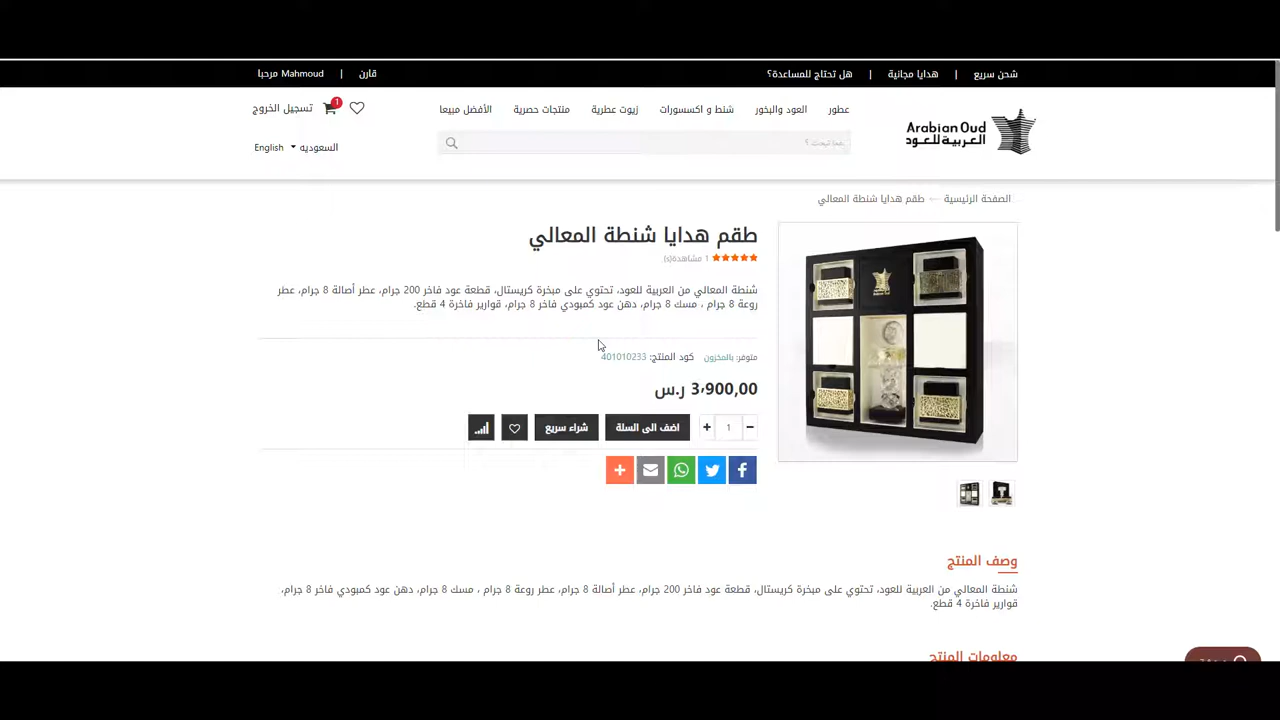 شحن سريع | هدايا مجانية | هل تحتاج للمساعدة؟
قارن | Mahmoud مرحبا
Arabian Oud
العربية للعود
عطور العود والبخور شنط و اكسسورات زيوت عطرية منتجات حصرية الأفضل مبيعا
1 تسجيل الخروج
عما تبحث ؟
السعوديه English
الصفحة الرئيسية ← طقم هدايا شنطة المعالي
طقم هدايا شنطة المعالي
1 مشاهدة(s)
شنطة المعالي من العربية للعود، تحتوي على مبخرة كريستال، قطعة عود فاخر 200 جرام، عطر أصالة 8 جرام، عطر
روعة 8 جرام ، مسك 8 جرام، دهن عود كمبودي فاخر 8 جرام، قوارير فاخرة 4 قطع.
متوفر: بالمخزون كود المنتج: 401010233
3٬900,00 ر.س
− 1 + اضف الى السلة شراء سريع
وصف المنتج
شنطة المعالي من العربية للعود، تحتوي على مبخرة كريستال، قطعة عود فاخر 200 جرام، عطر أصالة 8 جرام، عطر روعة 8 جرام ، مسك 8 جرام، دهن عود كمبودي فاخر 8 جرام،
قوارير فاخرة 4 قطع.
معلومات المنتج